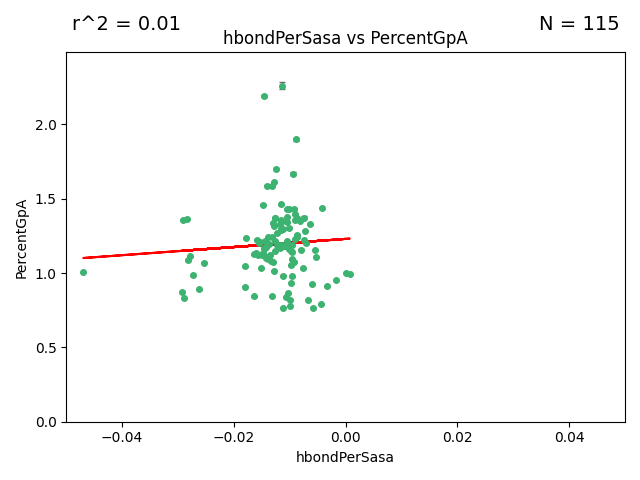 r^2 = 0.01
N = 115
hbondPerSasa vs PercentGpA
PercentGpA
2.0
1.5
1.0
0.5
0.0
−0.04
−0.02
0.00
0.02
0.04
hbondPerSasa